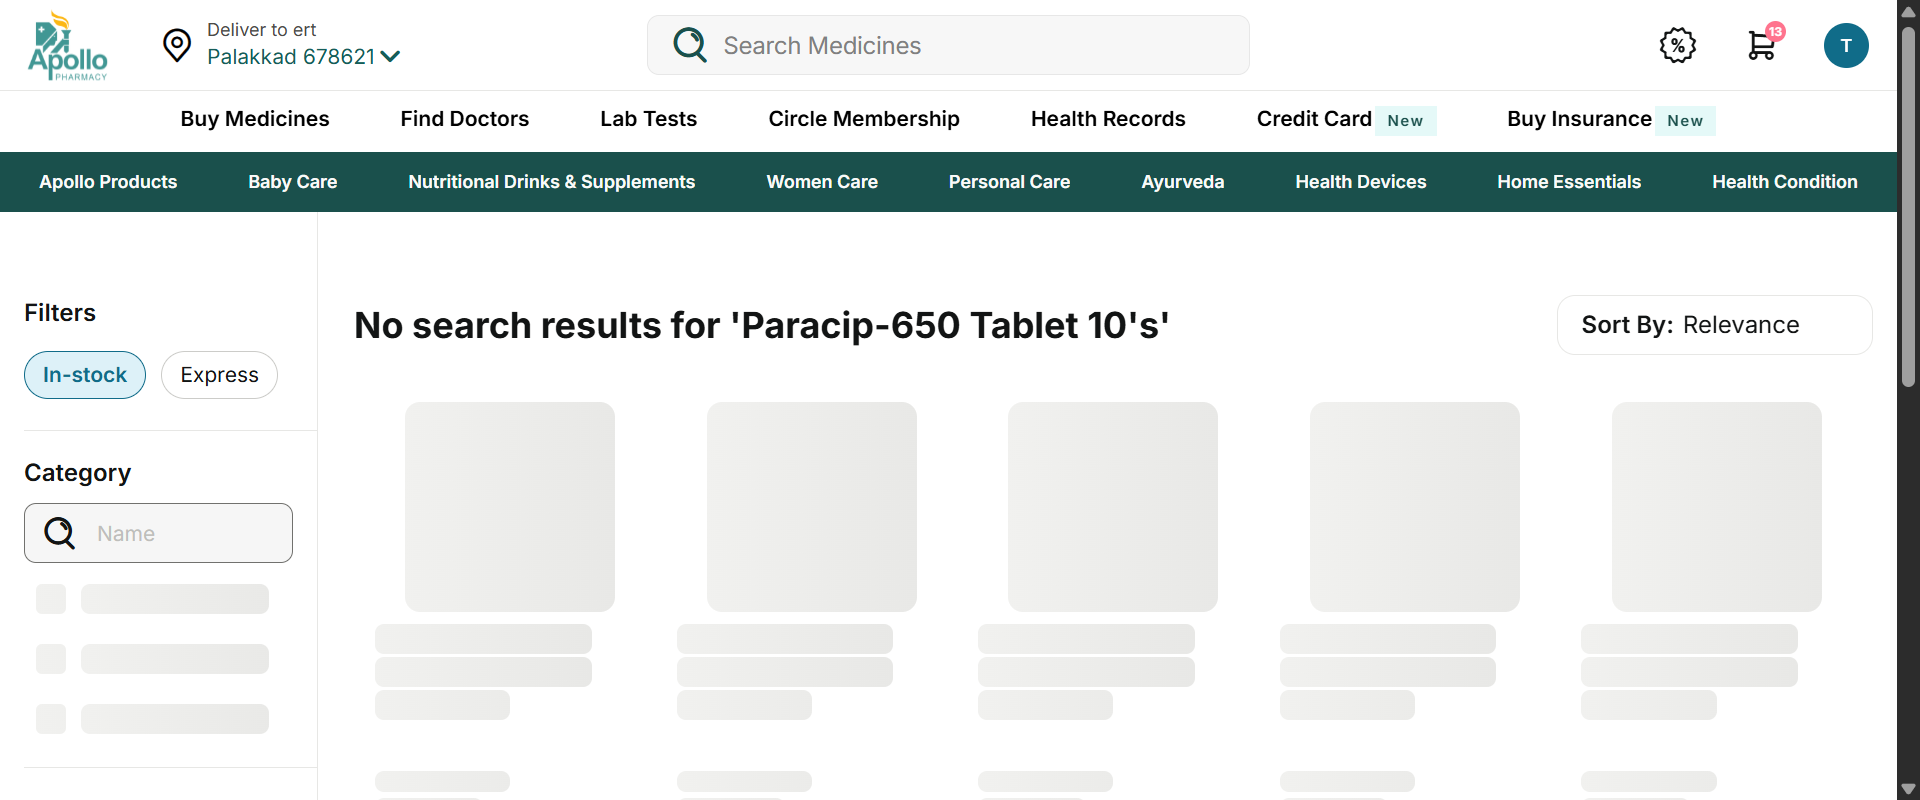 Apollo
PHARMACY
Deliver to ert
Palakkad 678621
Search Medicines
%
13
T
Buy Medicines
Find Doctors
Lab Tests
Circle Membership
Health Records
Credit Card New
Buy Insurance New
Apollo Products
Baby Care
Nutritional Drinks & Supplements
Women Care
Personal Care
Ayurveda
Health Devices
Home Essentials
Health Condition
Filters
In-stock
Express
Category
Name
No search results for 'Paracip-650 Tablet 10's'
Sort By: Relevance